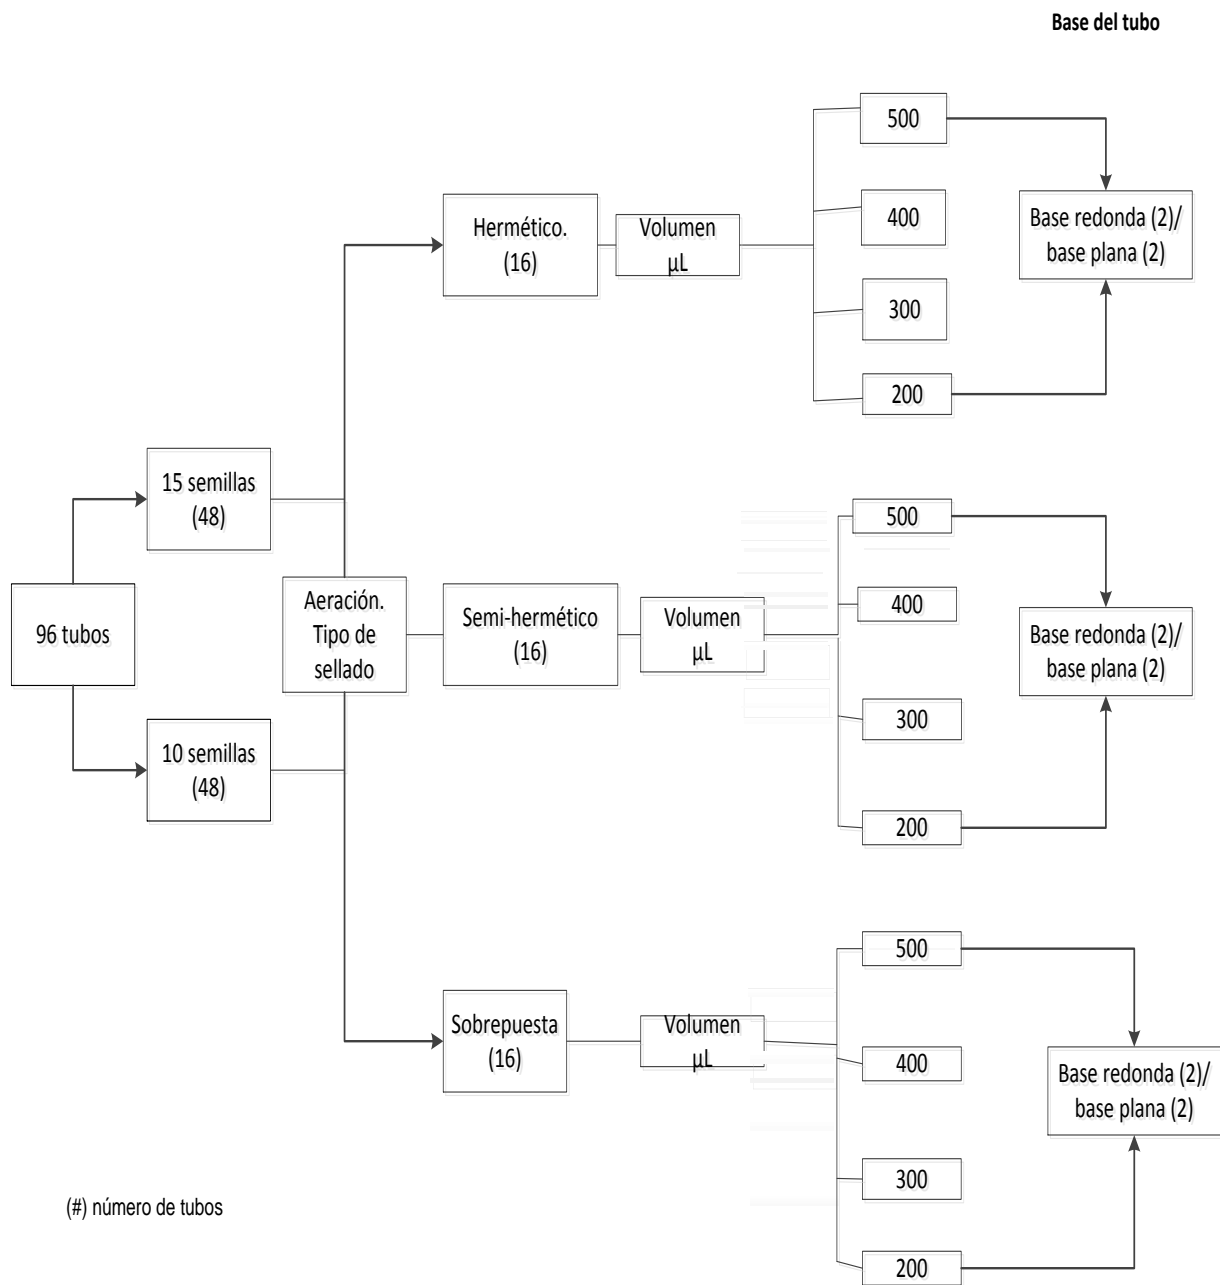 Base del tubo
96 tubos
15 semillas
(48)
10 semillas
(48)
Aeración.
Tipo de
sellado
Hermético.
(16)
Volumen
µL
500
400
300
200
Base redonda (2)/
base plana (2)
Semi-hermético
(16)
Volumen
µL
500
400
300
200
Base redonda (2)/
base plana (2)
Sobrepuesta
(16)
Volumen
µL
500
400
300
200
Base redonda (2)/
base plana (2)
(#) número de tubos